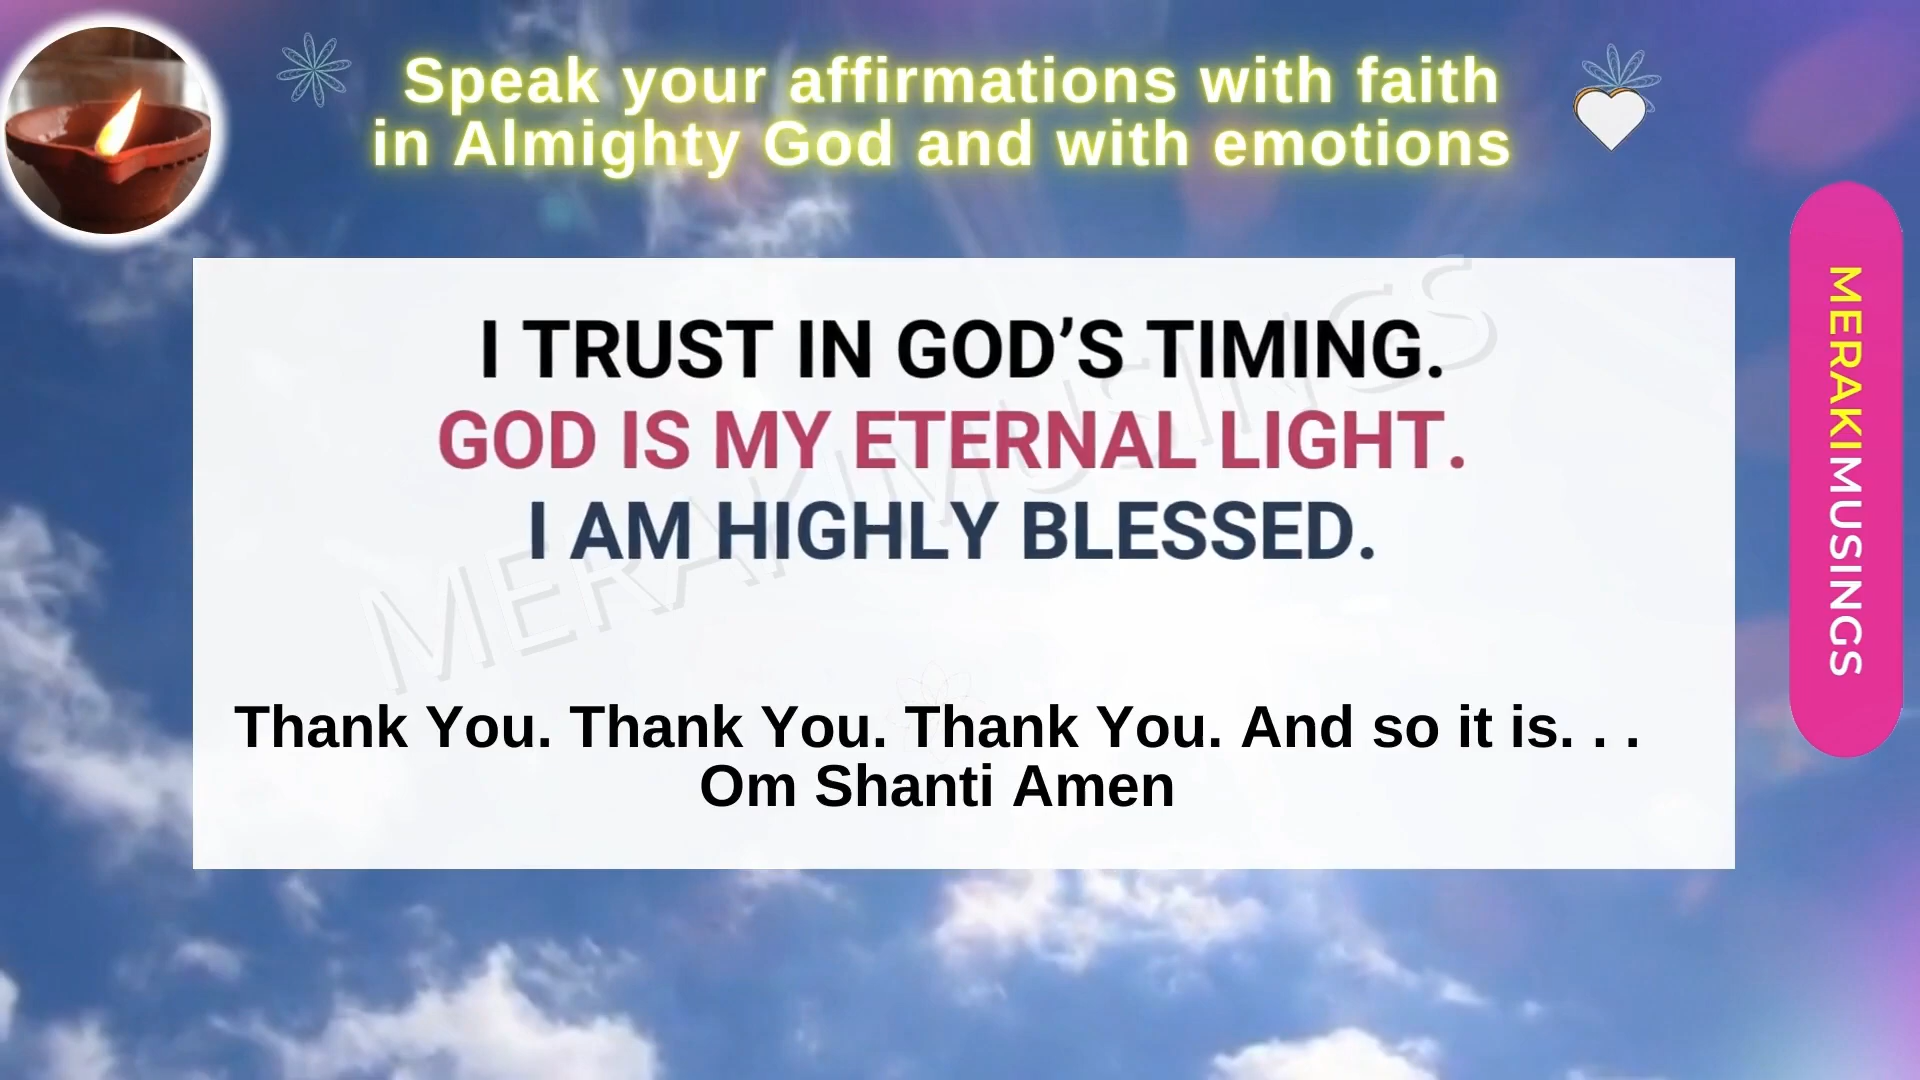 Speak your affirmations with faith
in Almighty God and with emotions
I TRUST IN GOD’S TIMING.
GOD IS MY ETERNAL LIGHT.
I AM HIGHLY BLESSED.
MERAKIMUSINGS
Thank You. Thank You. Thank You. And so it is. . .
Om Shanti Amen
MERAKIMUSINGS